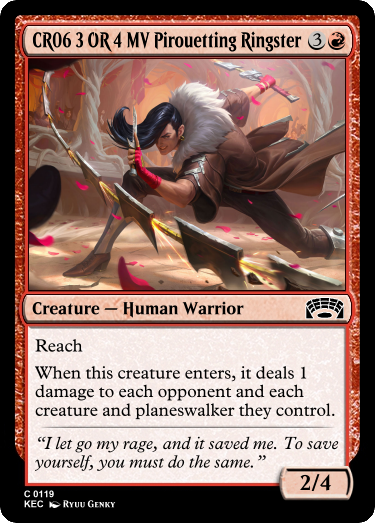 CR06 3 OR 4 MV Pirouetting Ringster 3
Creature — Human Warrior
Reach
When this creature enters, it deals 1
damage to each opponent and each
creature and planeswalker they control.
“I let go my rage, and it saved me. To save
yourself, you must do the same.”
2/4
C 0119
KEC Ryuu Genky